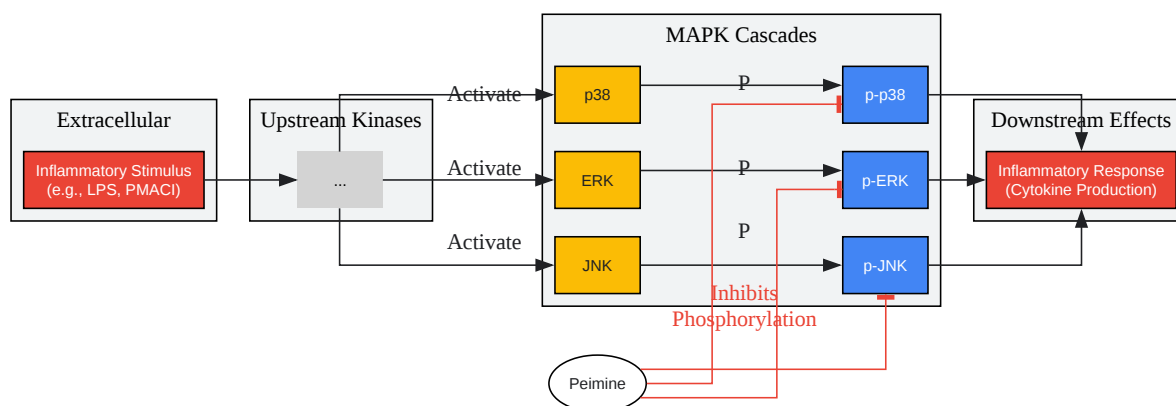 MAPK Cascades
Extracellular
Inflammatory Stimulus
(e.g., LPS, PMACI)
Upstream Kinases
...
Activate
Activate
Activate
p38
ERK
JNK
P
P
P
p-p38
p-ERK
p-JNK
Inhibits
Phosphorylation
Downstream Effects
Inflammatory Response
(Cytokine Production)
Peimine